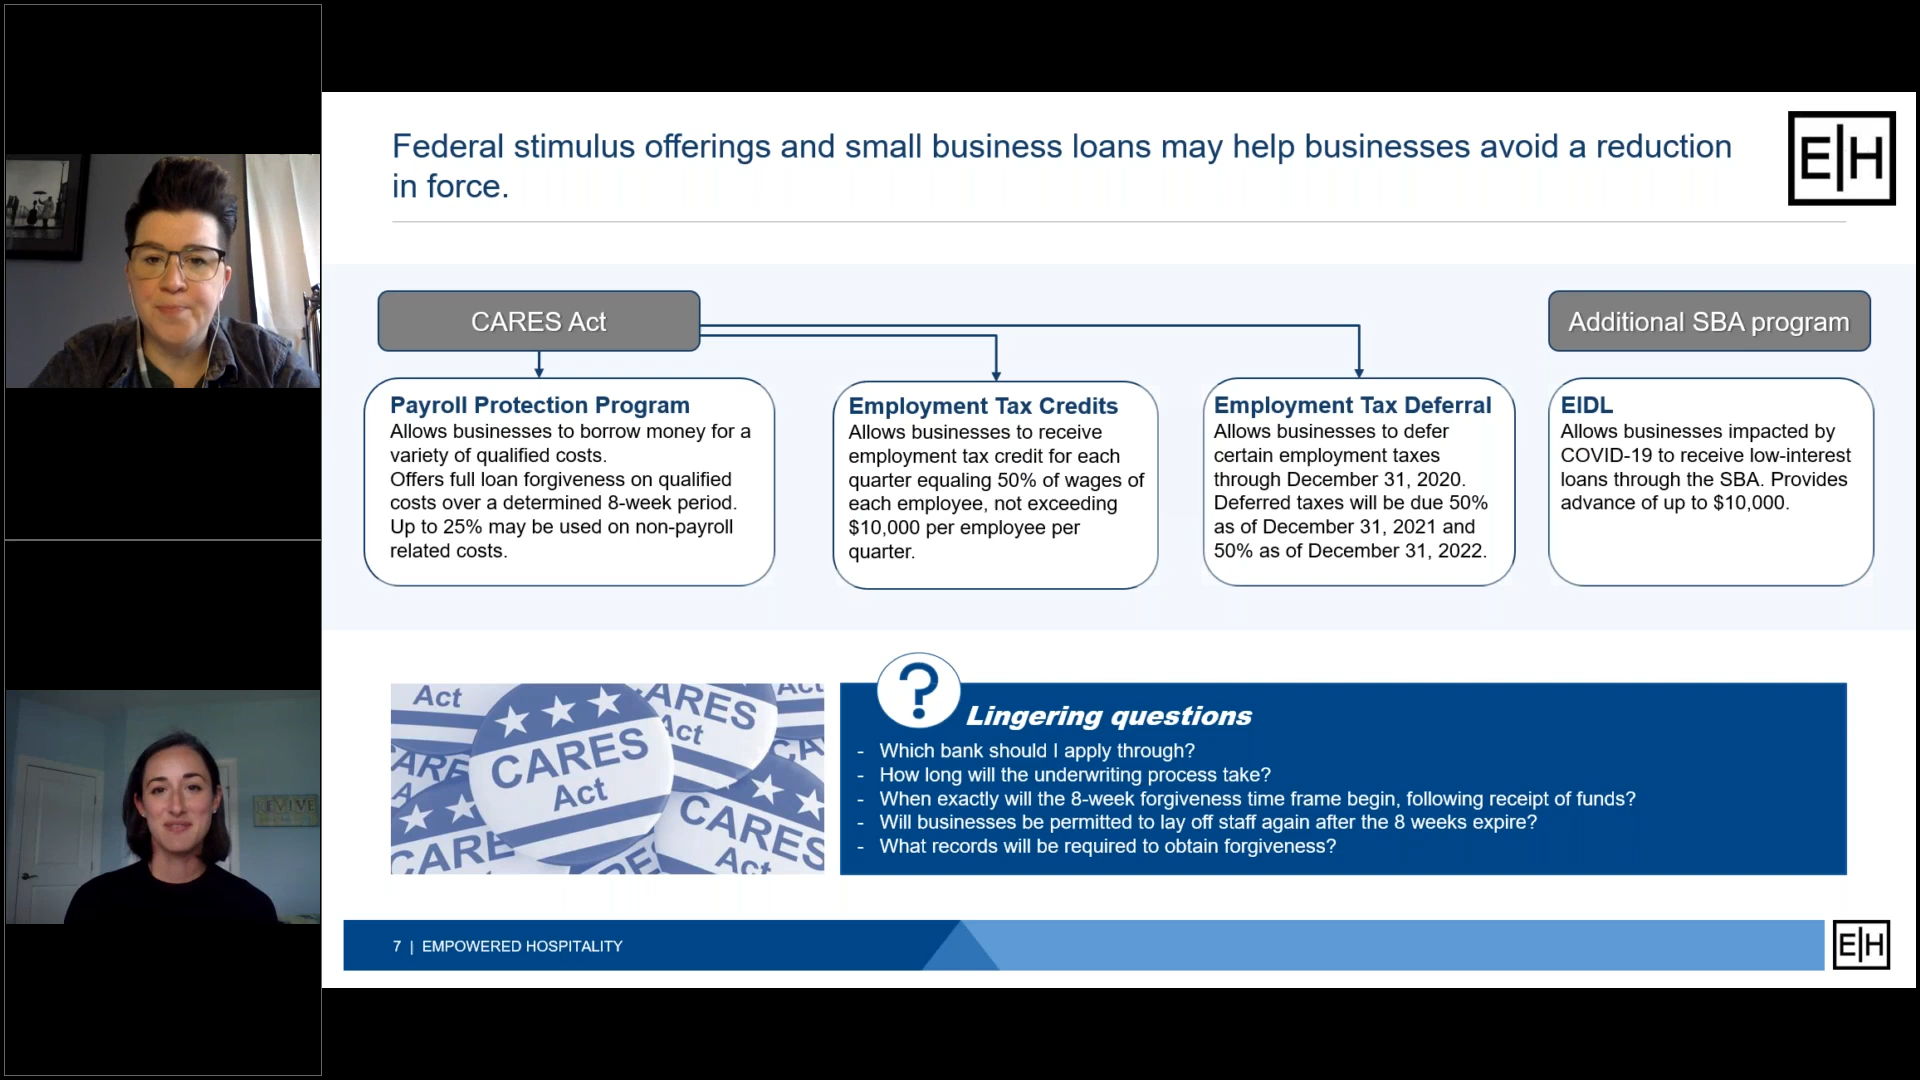 Federal stimulus offerings and small business loans may help businesses avoid a reduction
in force.
E|H
CARES Act
Additional SBA program
Payroll Protection Program
Allows businesses to borrow money for a
variety of qualified costs.
Offers full loan forgiveness on qualified
costs over a determined 8-week period.
Up to 25% may be used on non-payroll
related costs.
Employment Tax Credits
Allows businesses to receive
employment tax credit for each
quarter equaling 50% of wages of
each employee, not exceeding
$10,000 per employee per
quarter.
Employment Tax Deferral
Allows businesses to defer
certain employment taxes
through December 31, 2020.
Deferred taxes will be due 50%
as of December 31, 2021 and
50% as of December 31, 2022.
EIDL
Allows businesses impacted by
COVID-19 to receive low-interest
loans through the SBA. Provides
advance of up to $10,000.
Act
CARES
Act
CARES
Act
CARES
Act
?
Lingering questions
- Which bank should I apply through?
- How long will the underwriting process take?
- When exactly will the 8-week forgiveness time frame begin, following receipt of funds?
- Will businesses be permitted to lay off staff again after the 8 weeks expire?
- What records will be required to obtain forgiveness?
7 | EMPOWERED HOSPITALITY
E|H
REVIVE